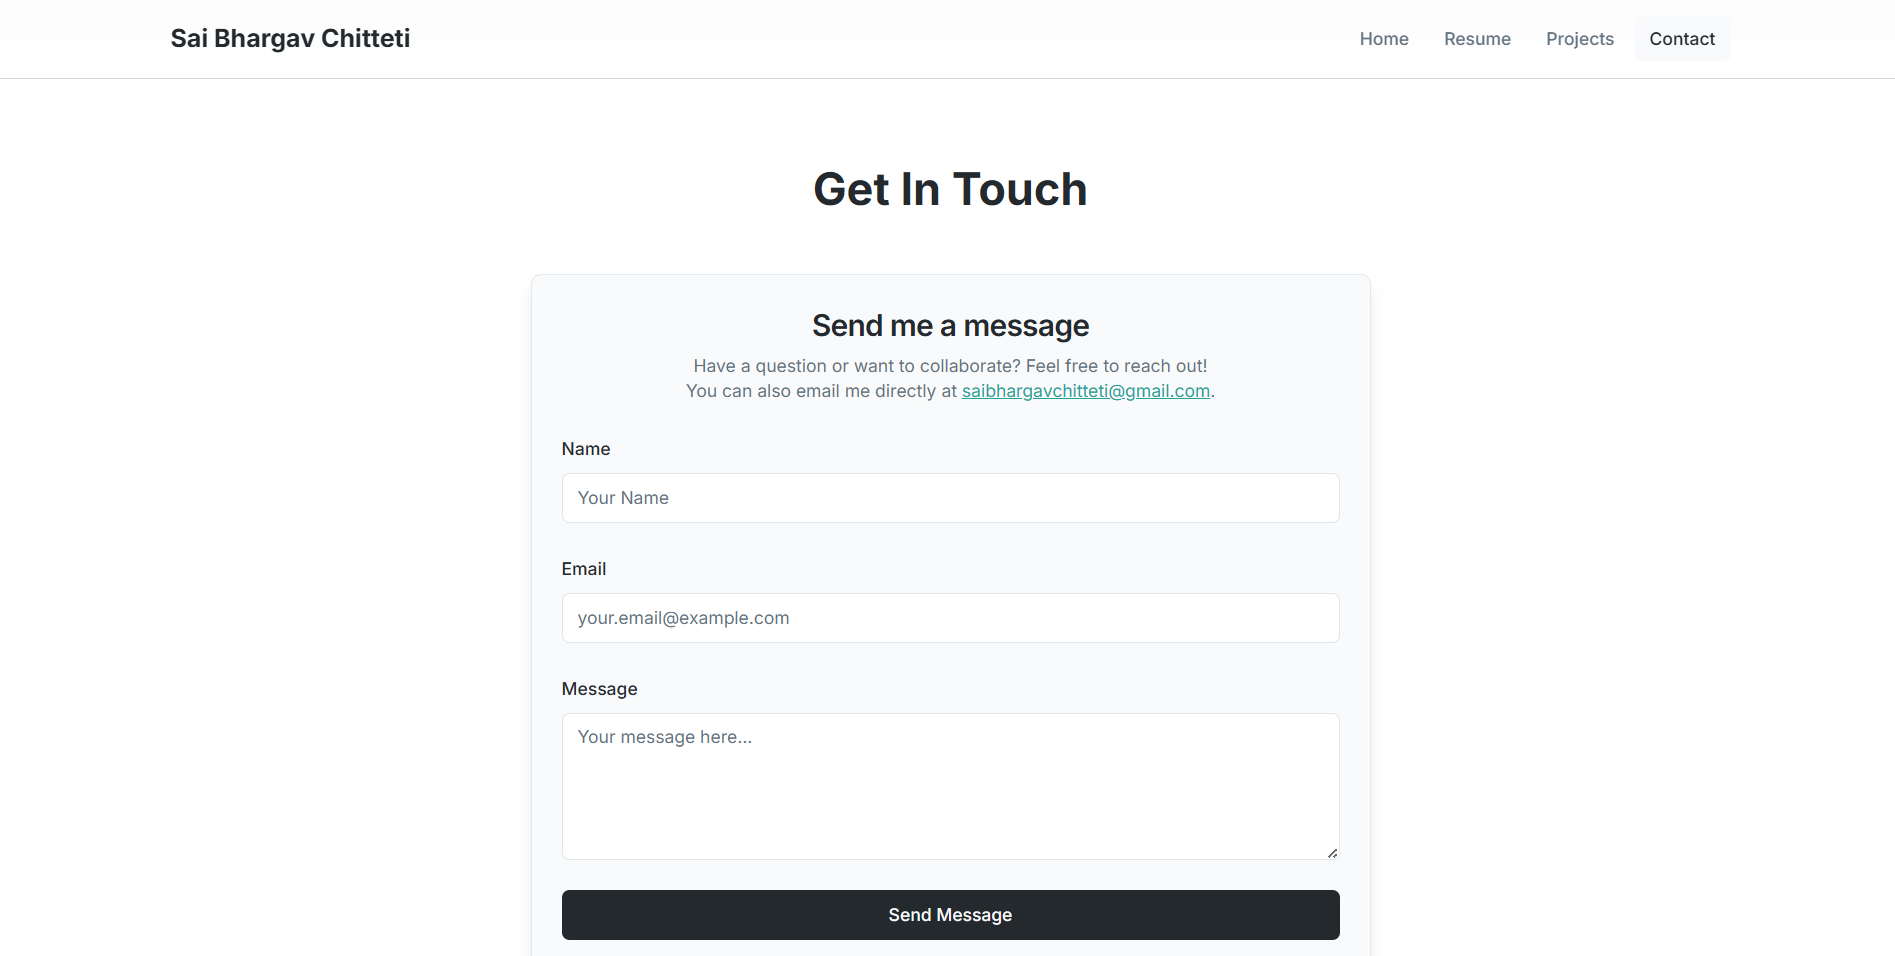 Sai Bhargav Chitteti
Home Resume Projects Contact
Get In Touch
Send me a message
Have a question or want to collaborate? Feel free to reach out!
You can also email me directly at saibhargavchitteti@gmail.com.
Name
Your Name
Email
your.email@example.com
Message
Your message here...
Send Message